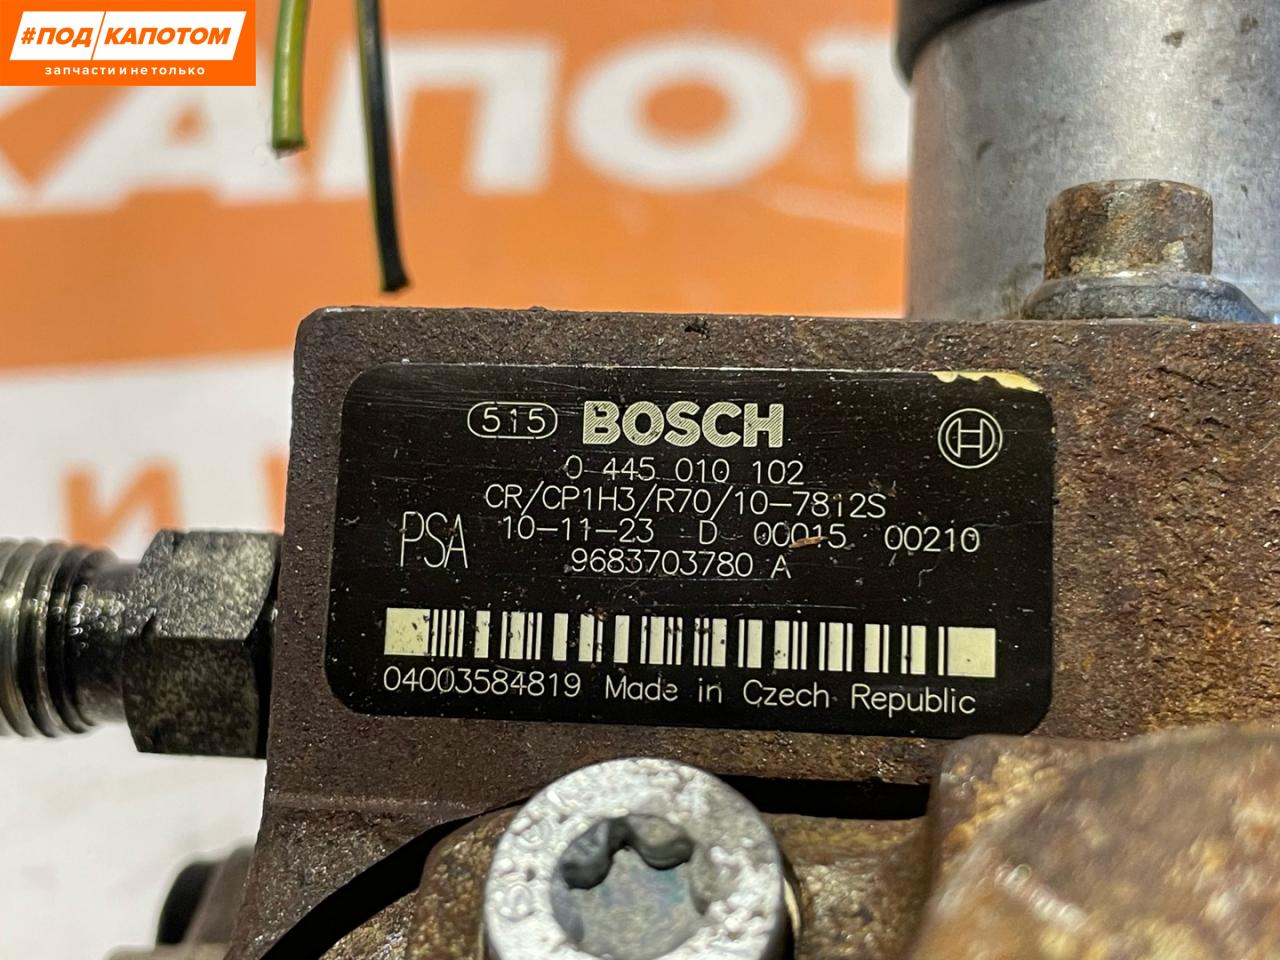 #ПОД КАПОТОМ
запчасти и не только
КАПОТ
515 BOSCH
0 445 010 102
CR/CP1H3/R70/10-7812S
PSA 10-11-23 D 00015 00210
9683703780 A
04003584819 Made in Czech Republic